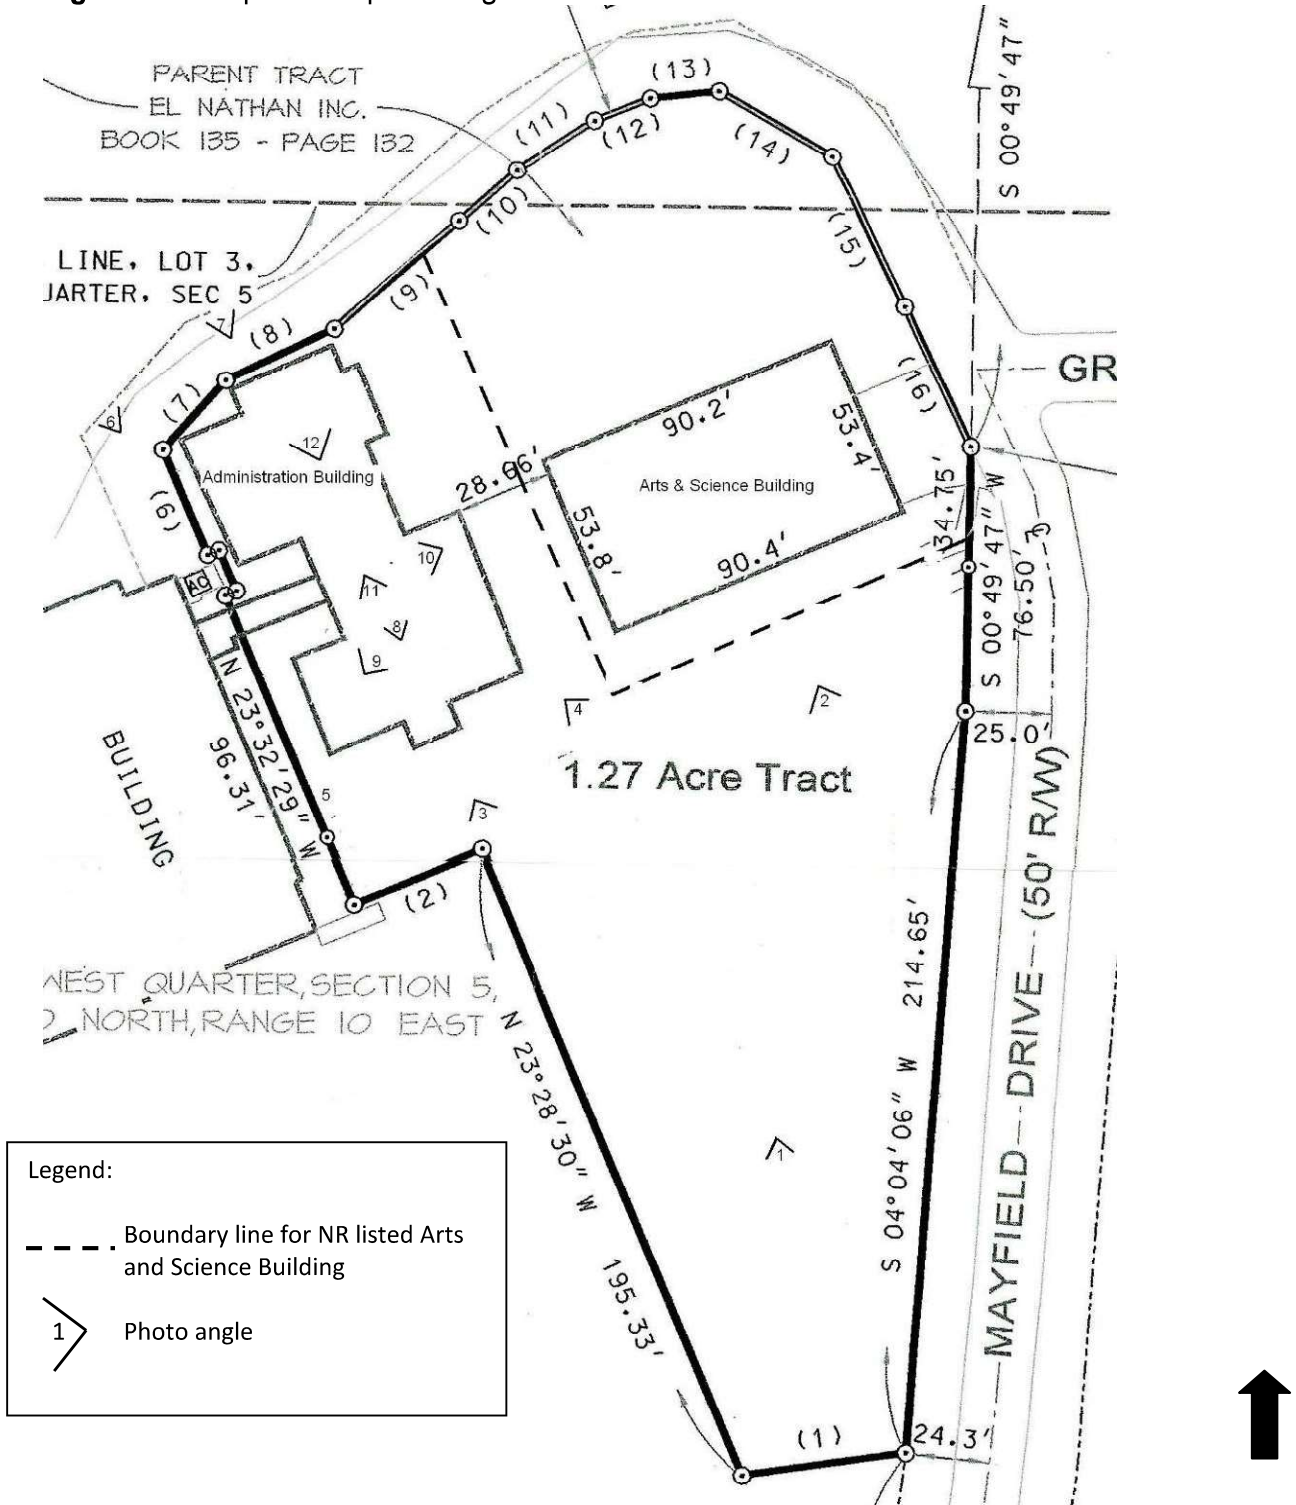 PARENT TRACT
EL NATHAN INC.
BOOK 135 - PAGE 132
(13)
(11)
(12)
(14)
(10)
(15)
(9)
(16)
S 00°49'47"
LINE, LOT 3,
UARTER, SEC 5
7
(8)
(7)
6
(6)
12
Administration Building
GR
90.2'
53.4'
28.66'
Arts & Science Building
53.8'
90.4'
34.75'
S 00°49'47" W
76.50'
10
11
AC
8
9
4
2
25.0'
1.27 Acre Tract
N 23°32'29" W
96.31'
BUILDING
5
3
(2)
WEST QUARTER, SECTION 5,
NORTH, RANGE 10 EAST
N 23°28'30" W 195.33'
S 04°04'06" W 214.65'
MAYFIELD DRIVE (50' R/W)
1
(1)
24.3'
Legend:
Boundary line for NR listed Arts
and Science Building
1 Photo angle